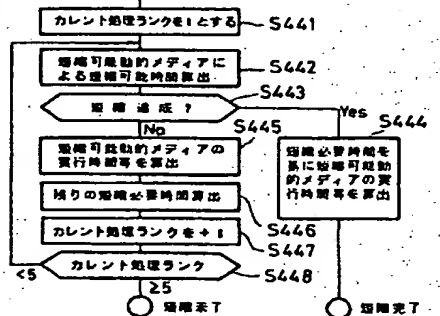 カレント処理ランクを1とする
S441
短縮可能動的メディアに
よる短縮可能時間算出
S442
短縮達成?
S443
Yes
No
S445
S444
短縮可能動的メディアの
実行時間等を算出
短縮必要時間を
基に短縮可能動
的メディアの実
行時間等を算出
残りの短縮必要時間算出
S446
カレント処理ランクを+1
S447
<5
カレント処理ランク
S448
≥5
短縮未了
短縮完了